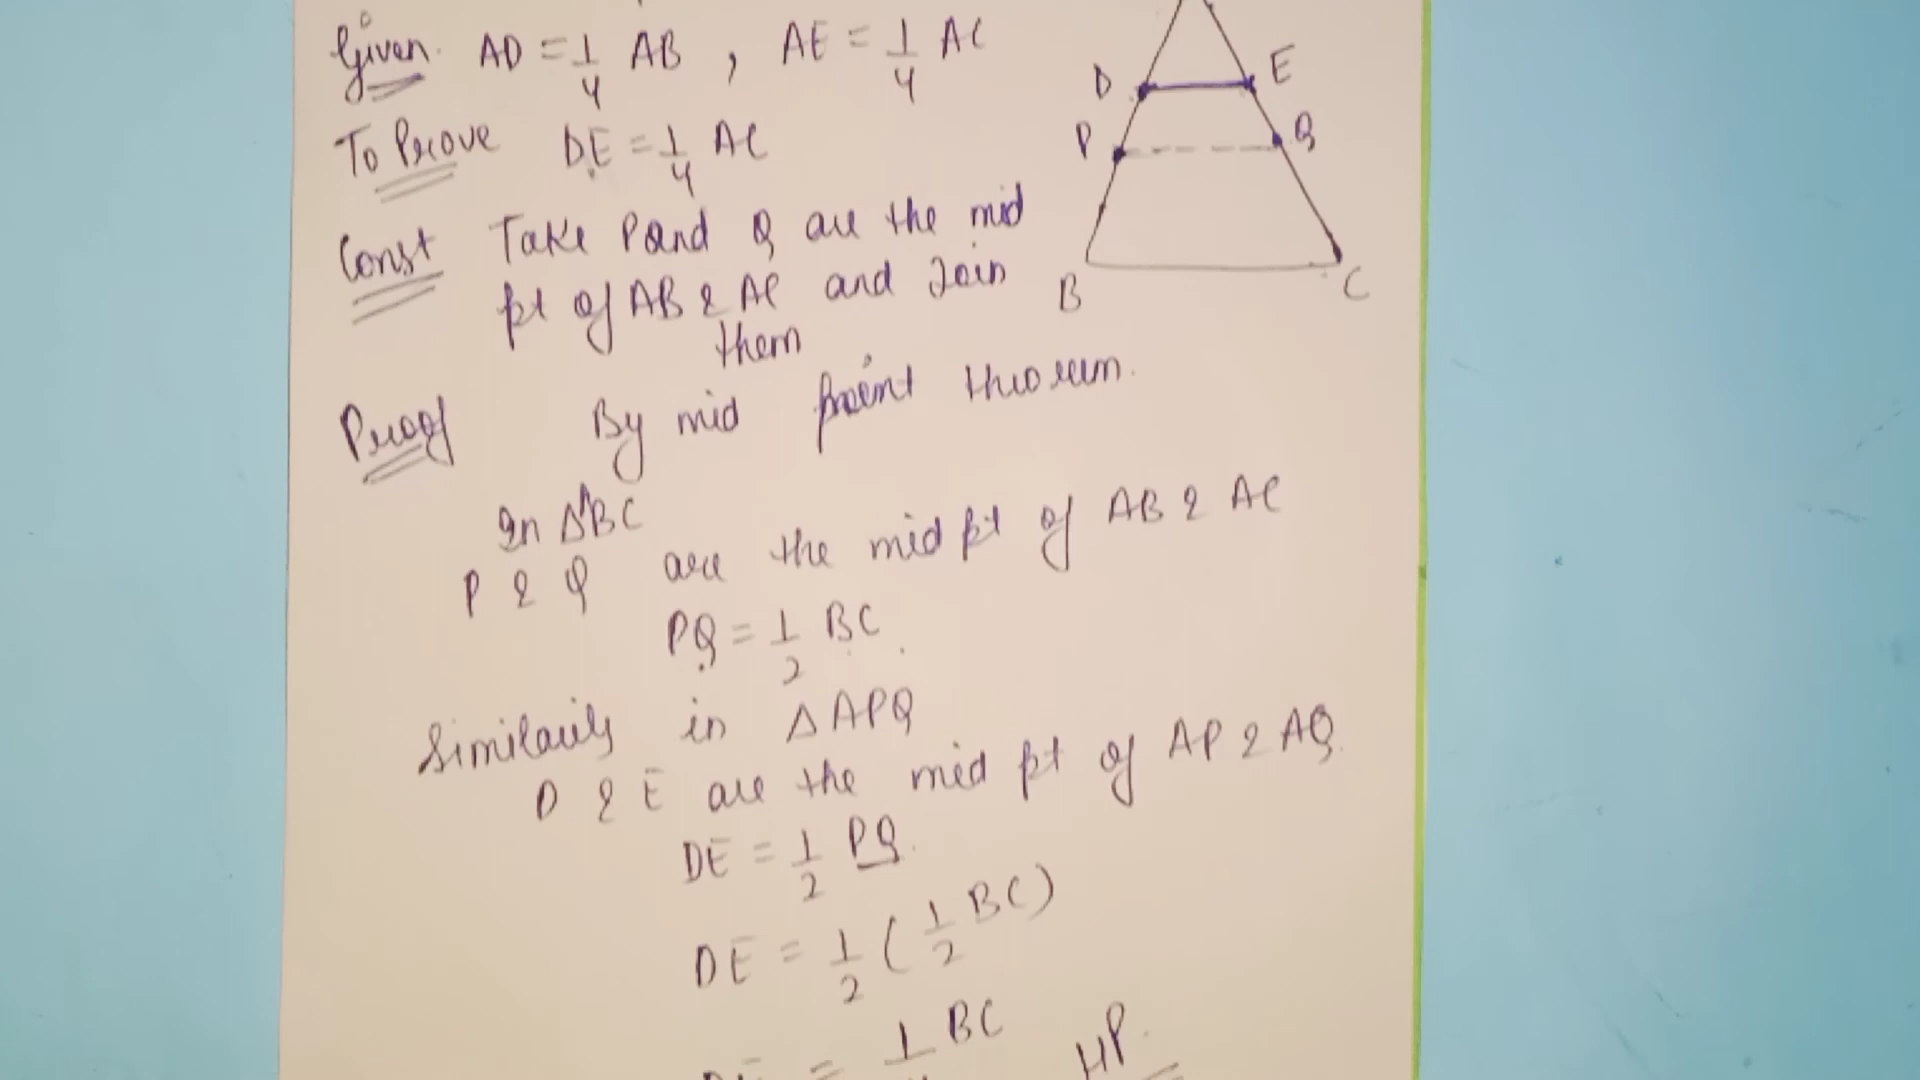 Given. AD = 1/4 AB , AE = 1/4 AC
To Prove DE = 1/4 AC
Const Take P and Q are the mid
pt of AB & AC and Join
them
Proof By mid point theorem.
In ΔABC
P & Q are the mid pt of AB & AC
PQ = 1/2 BC
Similarily in ΔAPQ
D & E are the mid pt of AP & AQ
DE = 1/2 PQ.
DE = 1/2 (1/2 BC)
DE = 1/4 BC HP.
D E
P Q
B C